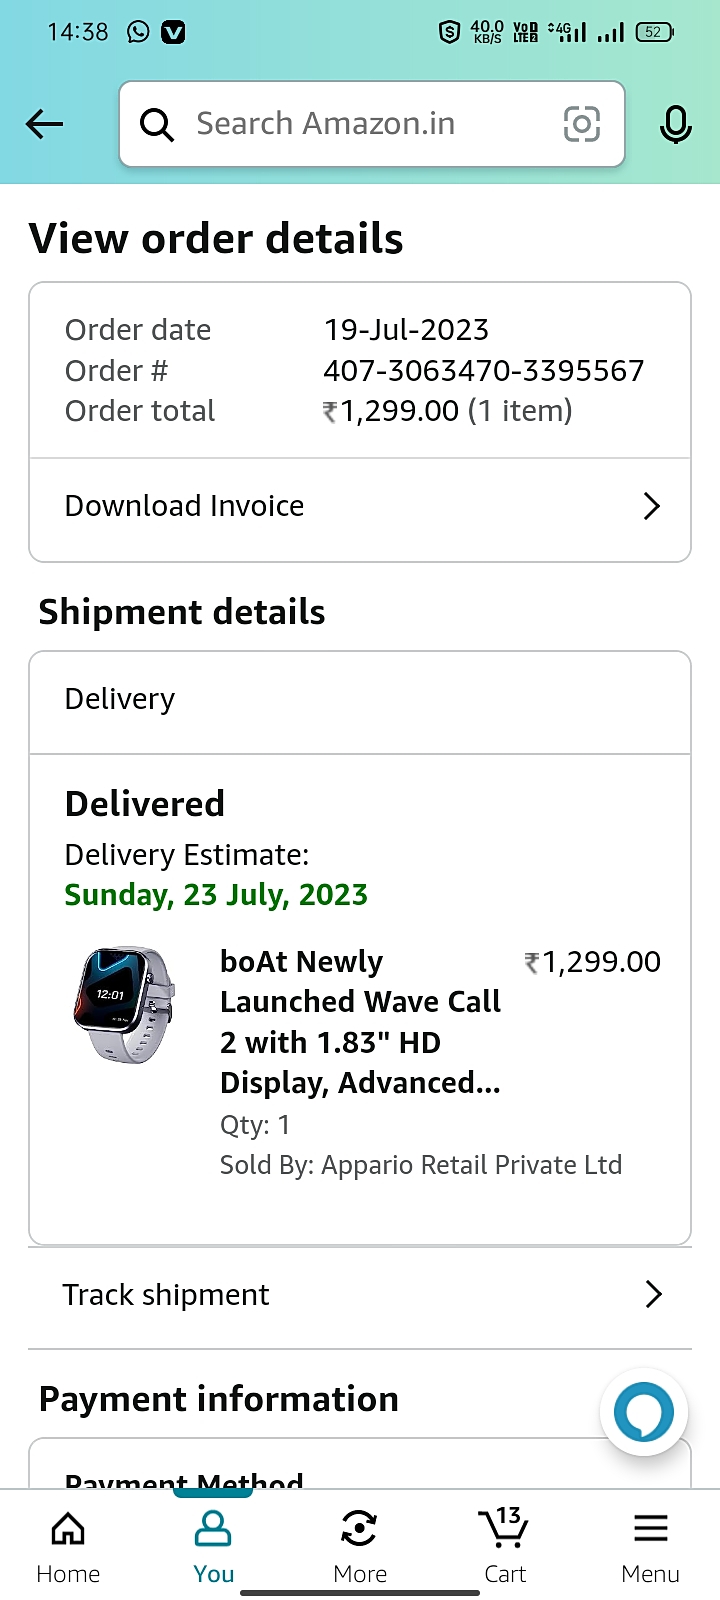 14:38
40.0
KB/S
VoD
LTE2
4G
52
Search Amazon.in
View order details
Order date 19-Jul-2023
Order # 407-3063470-3395567
Order total ₹1,299.00 (1 item)
Download Invoice
Shipment details
Delivery
Delivered
Delivery Estimate:
Sunday, 23 July, 2023
12:01
boAt Newly ₹1,299.00
Launched Wave Call
2 with 1.83" HD
Display, Advanced...
Qty: 1
Sold By: Appario Retail Private Ltd
Track shipment
Payment information
Payment Method
13
Home You More Cart Menu